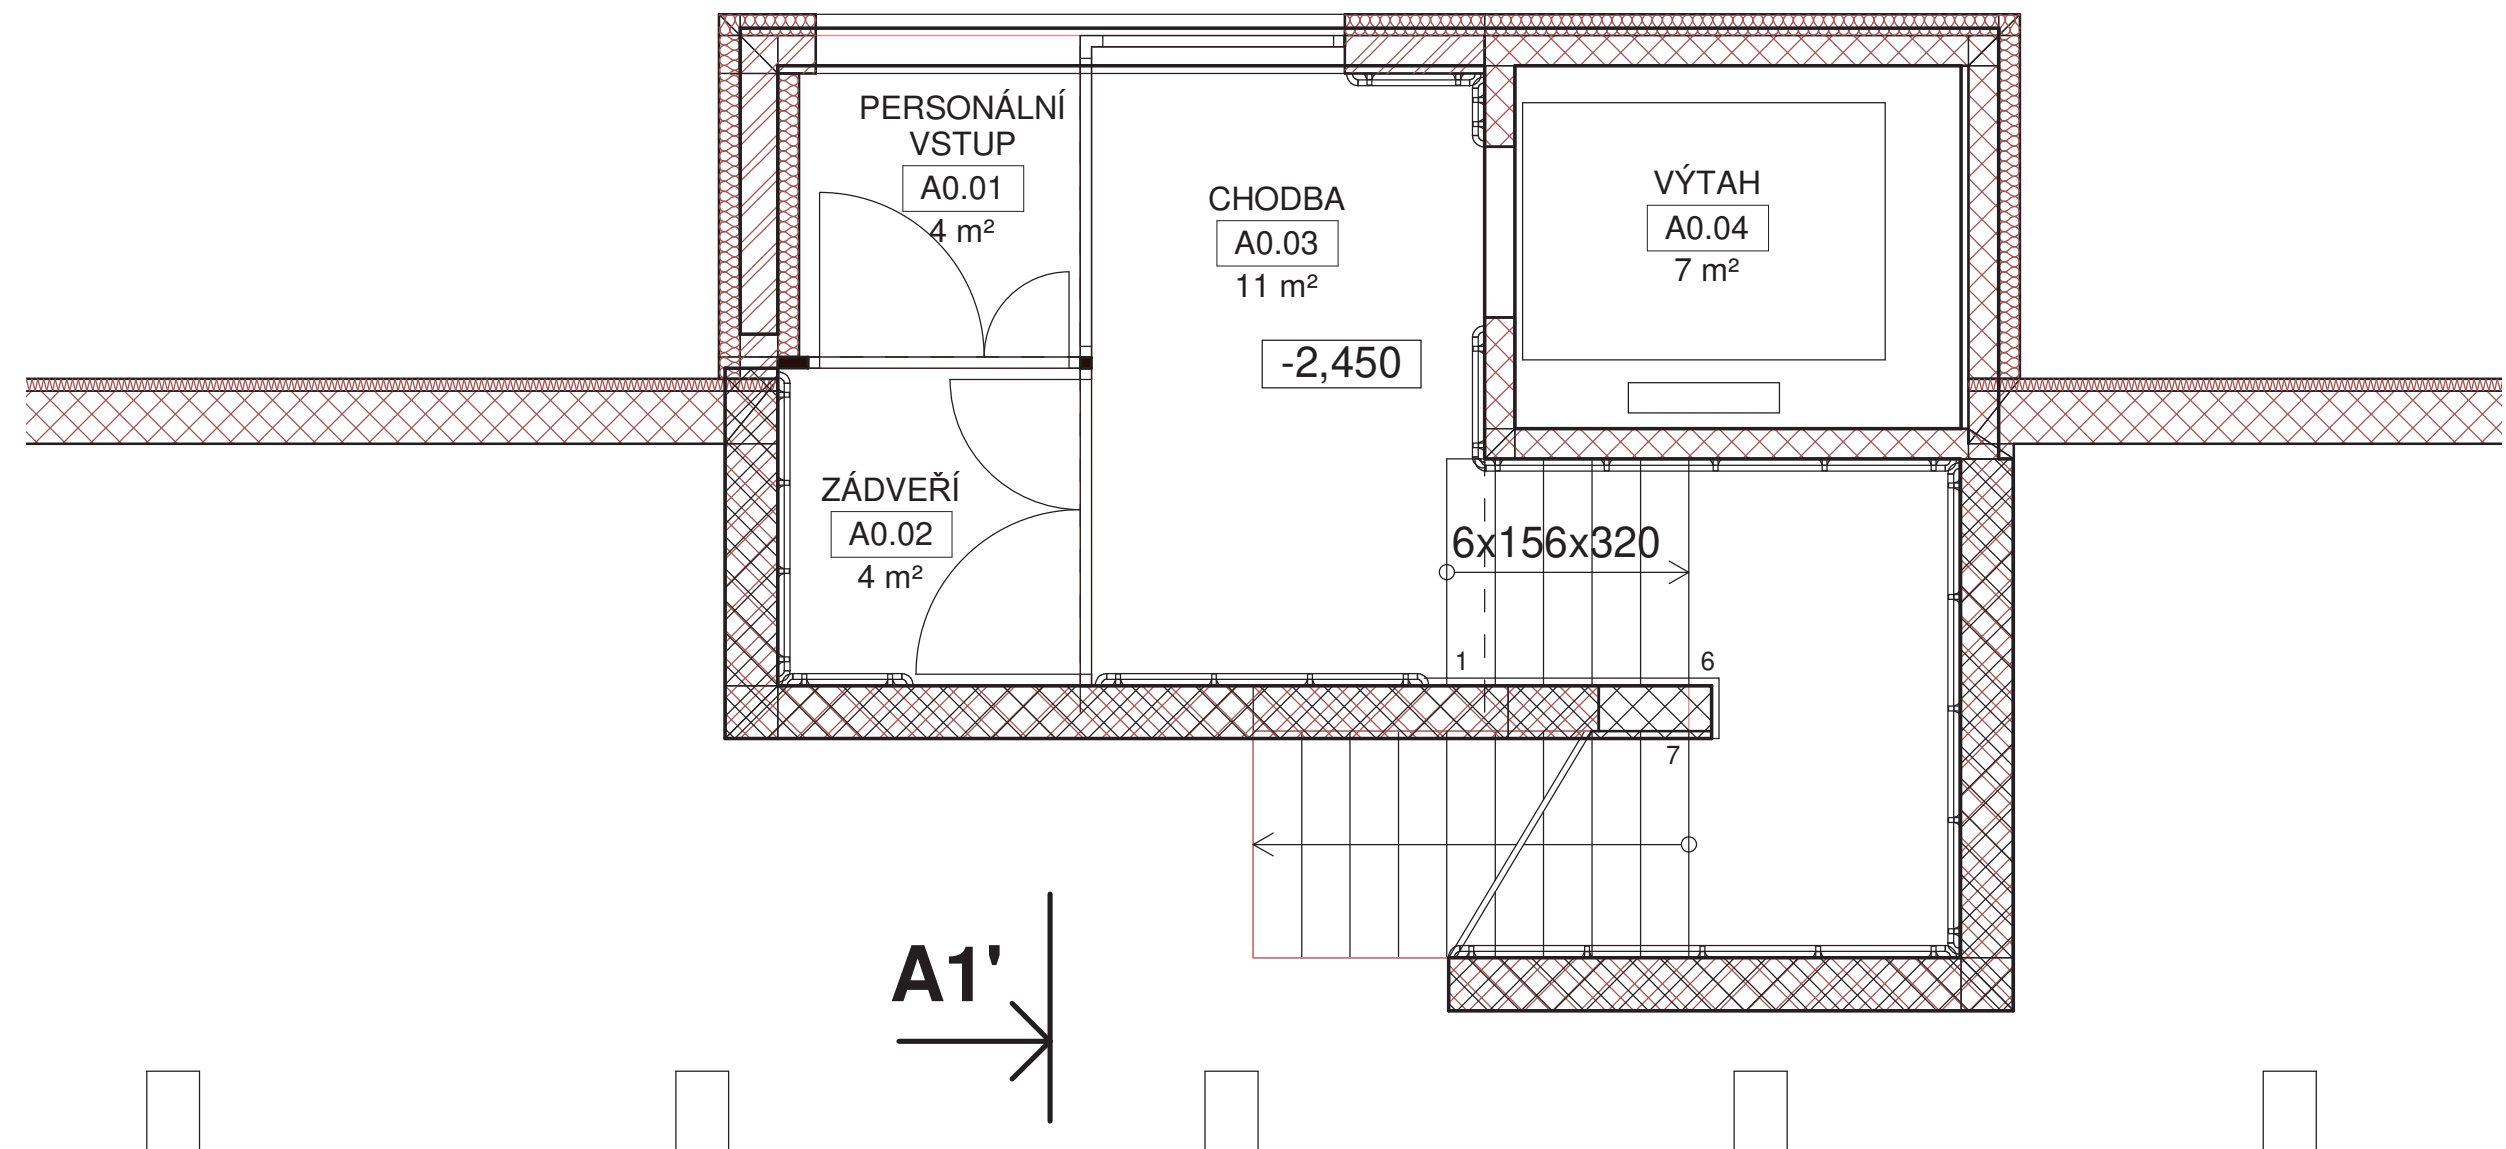 PERSONÁLNÍ
VSTUP
A0.01
4 m²
CHODBA
A0.03
11 m²
VÝTAH
A0.04
7 m²
-2,450
ZÁDVEŘÍ
A0.02
4 m²
6x156x320
1
6
7
A1'